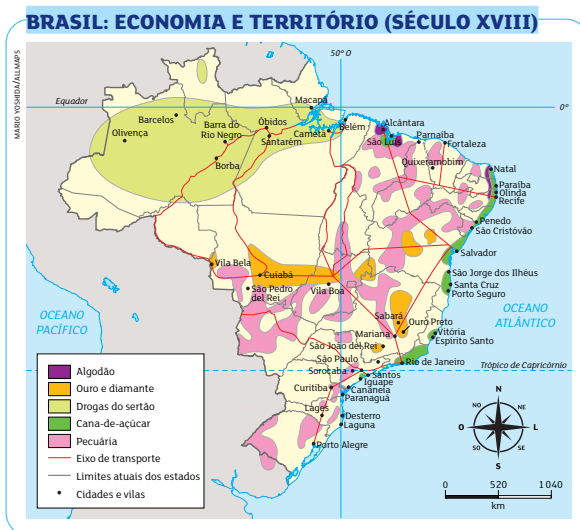 BRASIL: ECONOMIA E TERRITÓRIO (SÉCULO XVIII)
MARIO YOSHIDA/ALLMAPS
50º O
Equador
0º
Macapá
Barcelos
Barra do
Rio Negro
Óbidos
Belém
Alcântara
Olivença
Santarém
Cametá
São Luís
Parnaíba
Fortaleza
Borba
Quixeramobim
Natal
Paraíba
Olinda
Recife
Penedo
São Cristóvão
Salvador
Vila Bela
Cuiabá
São Jorge dos Ilhéus
São Pedro
del Rei
Vila Boa
Santa Cruz
Porto Seguro
OCEANO
PACÍFICO
OCEANO
ATLÂNTICO
Sabará
Ouro Preto
Mariana
Vitória
Espírito Santo
São João del Rei
São Paulo
Rio de Janeiro
Trópico de Capricórnio
Sorocaba
Santos
Iguape
Curitiba
Cananeia
Paranaguá
Lages
Desterro
Laguna
Porto Alegre
Algodão
Ouro e diamante
Drogas do sertão
Cana-de-açúcar
Pecuária
Eixo de transporte
Limites atuais dos estados
Cidades e vilas
N
NO
NE
O
L
SO
SE
S
0
520
1 040
km